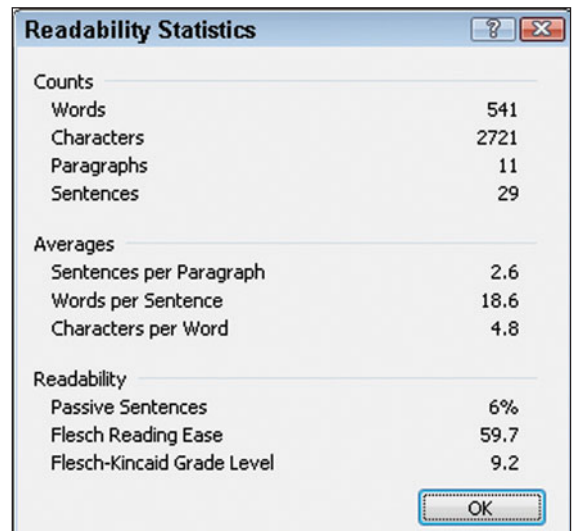 Readability Statistics ?
Counts
Words 541
Characters 2721
Paragraphs 11
Sentences 29
Averages
Sentences per Paragraph 2.6
Words per Sentence 18.6
Characters per Word 4.8
Readability
Passive Sentences 6%
Flesch Reading Ease 59.7
Flesch-Kincaid Grade Level 9.2
OK